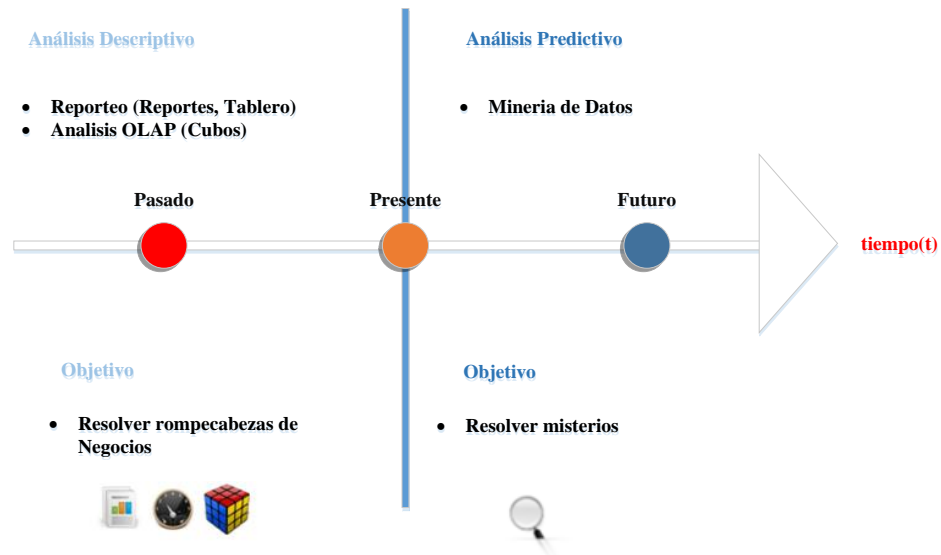 Análisis Descriptivo
• Reporteo (Reportes, Tablero)
• Analisis OLAP (Cubos)
Análisis Predictivo
• Mineria de Datos
Pasado
Presente
Futuro
tiempo(t)
Objetivo
• Resolver rompecabezas de
Negocios
Objetivo
• Resolver misterios